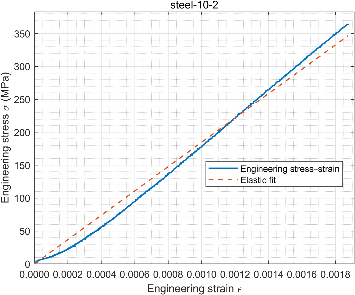 steel-10-2
Engineering stress σ (MPa)
350
300
250
200
150
100
50
0
Engineering stress-strain
Elastic fit
0.0000 0.0002 0.0004 0.0006 0.0008 0.0010 0.0012 0.0014 0.0016 0.0018
Engineering strain ϵ